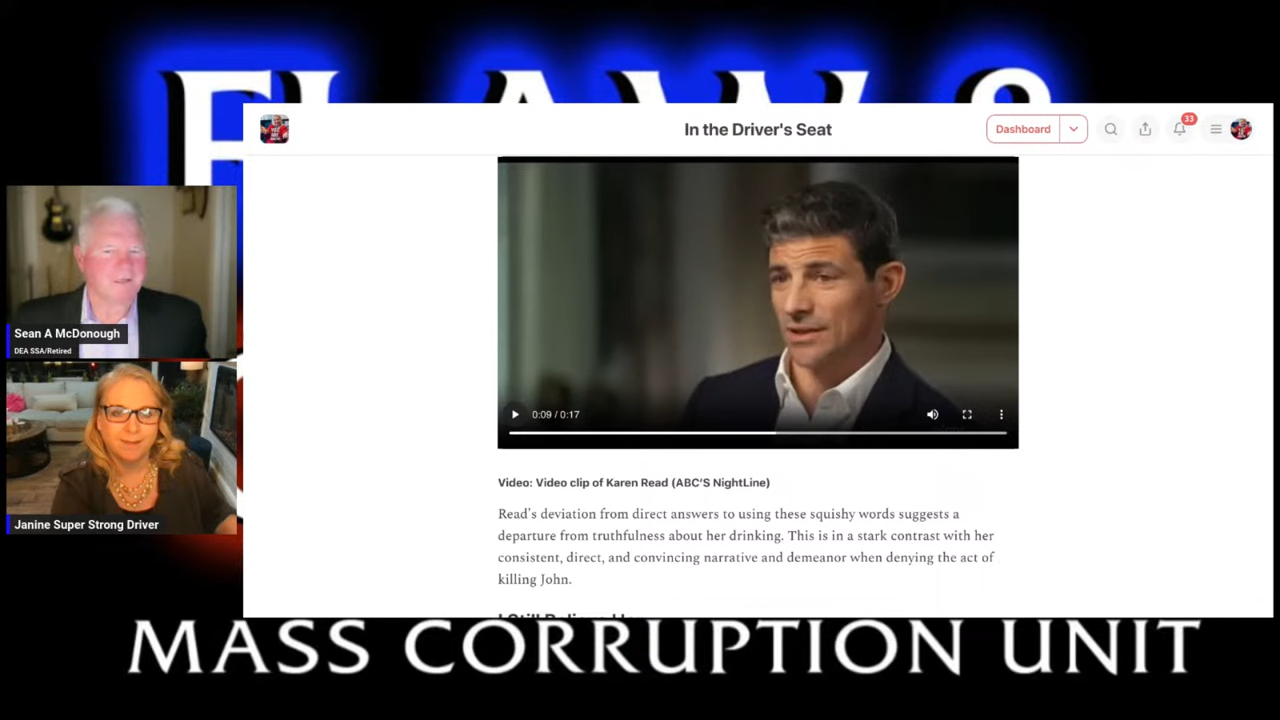 In the Driver's Seat
Dashboard
33
0:09 / 0:17
Sean A McDonough
DEA SSA/Retired
Janine Super Strong Driver
Video: Video clip of Karen Read (ABC'S NightLine)
Read's deviation from direct answers to using these squishy words suggests a
departure from truthfulness about her drinking. This is in a stark contrast with her
consistent, direct, and convincing narrative and demeanor when denying the act of
killing John.
MASS CORRUPTION UNIT